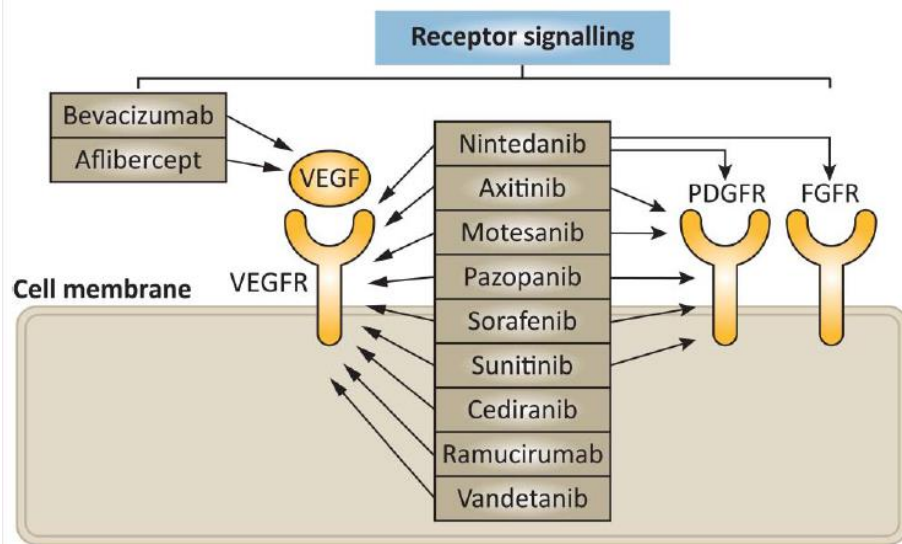 Receptor signalling
Bevacizumab
Aflibercept
VEGF
VEGFR
Cell membrane
Nintedanib
Axitinib
Motesanib
Pazopanib
Sorafenib
Sunitinib
Cediranib
Ramucirumab
Vandetanib
PDGFR
FGFR